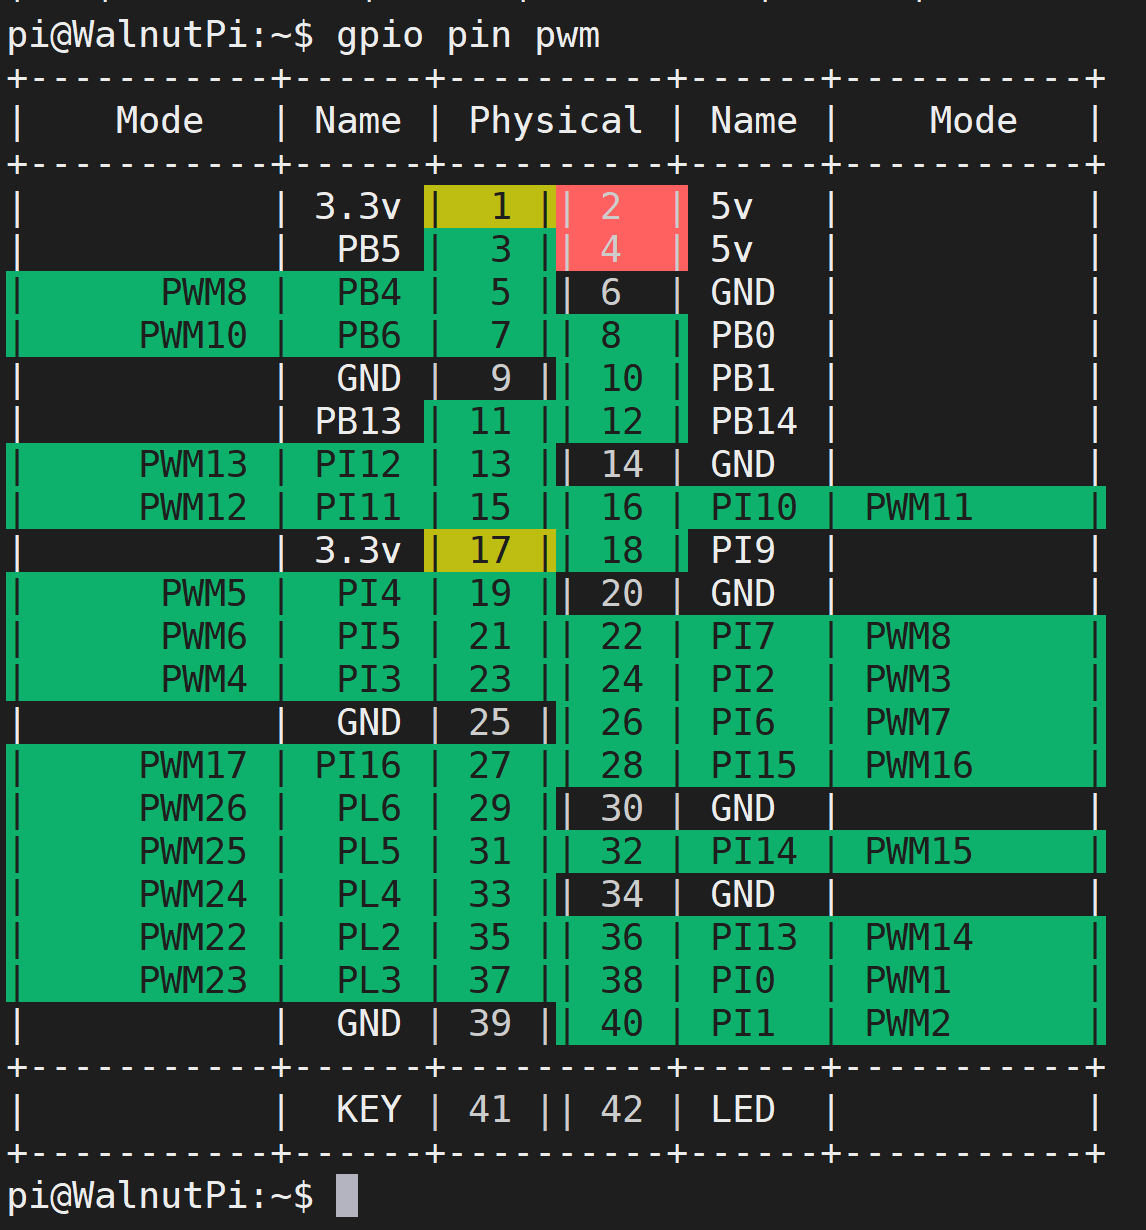 pi@WalnutPi:~$ gpio pin pwm
+-----------+------+----------+------+-----------+
|    Mode   | Name | Physical | Name |    Mode   |
+-----------+------+----------+------+-----------+
|           | 3.3v |  1 || 2  | 5v   |           |
|           |  PB5 |  3 || 4  | 5v   |           |
|      PWM8 |  PB4 |  5 || 6  | GND  |           |
|     PWM10 |  PB6 |  7 || 8  | PB0  |           |
|           |  GND |  9 || 10 | PB1  |           |
|           | PB13 | 11 || 12 | PB14 |           |
|     PWM13 | PI12 | 13 || 14 | GND  |           |
|     PWM12 | PI11 | 15 || 16 | PI10 | PWM11     |
|           | 3.3v | 17 || 18 | PI9  |           |
|      PWM5 |  PI4 | 19 || 20 | GND  |           |
|      PWM6 |  PI5 | 21 || 22 | PI7  | PWM8      |
|      PWM4 |  PI3 | 23 || 24 | PI2  | PWM3      |
|           |  GND | 25 || 26 | PI6  | PWM7      |
|     PWM17 | PI16 | 27 || 28 | PI15 | PWM16     |
|     PWM26 |  PL6 | 29 || 30 | GND  |           |
|     PWM25 |  PL5 | 31 || 32 | PI14 | PWM15     |
|     PWM24 |  PL4 | 33 || 34 | GND  |           |
|     PWM22 |  PL2 | 35 || 36 | PI13 | PWM14     |
|     PWM23 |  PL3 | 37 || 38 | PI0  | PWM1      |
|           |  GND | 39 || 40 | PI1  | PWM2      |
+-----------+------+----------+------+-----------+
|           |  KEY | 41 || 42 | LED  |           |
+-----------+------+----------+------+-----------+
pi@WalnutPi:~$